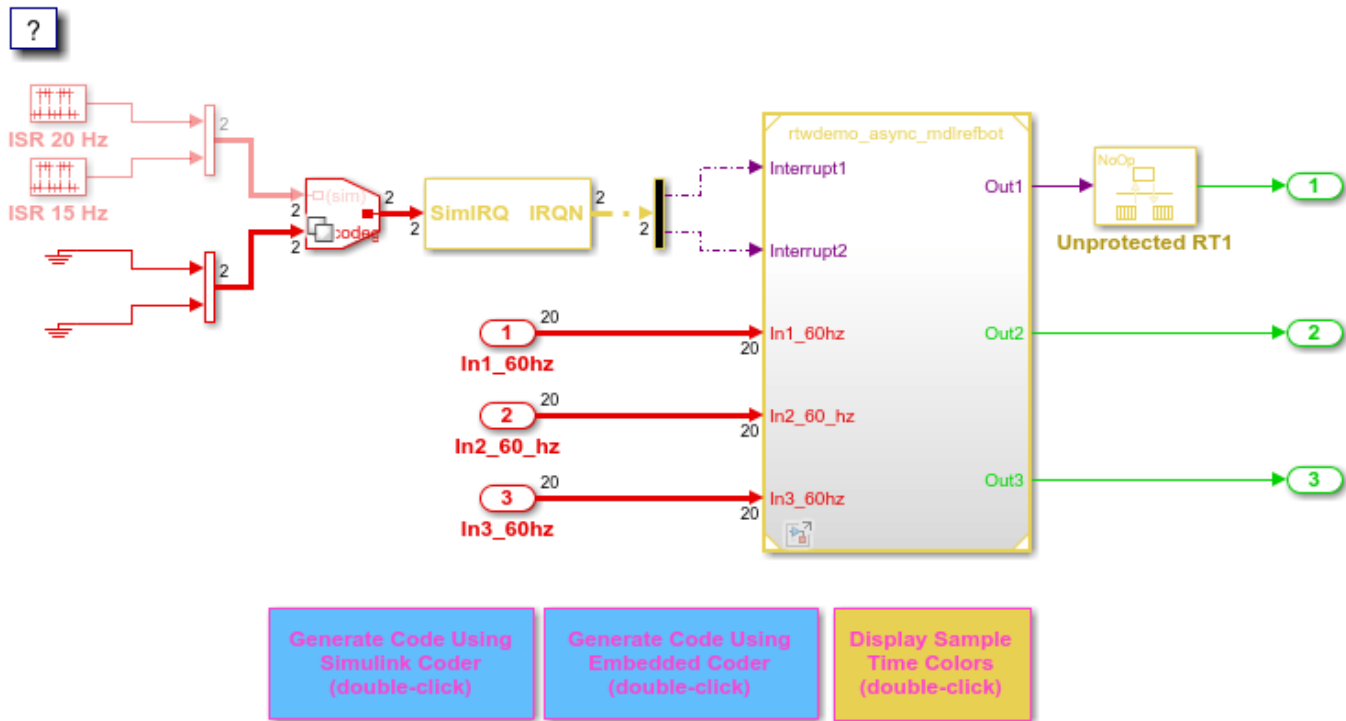 ?
ISR 20 Hz
ISR 15 Hz
2
2
(sim)
2
codeg
2
2
2
SimIRQ IRQN
2
2
2
rtwdemo_async_mdlrefbot
Interrupt1
Interrupt2
Out1
NoOp
Unprotected RT1
1
1
20
20
In1_60hz
In1_60hz
Out2
2
2
20
20
In2_60_hz
In2_60_hz
3
20
20
In3_60hz
In3_60hz
Out3
3
Generate Code Using
Simulink Coder
(double-click)
Generate Code Using
Embedded Coder
(double-click)
Display Sample
Time Colors
(double-click)